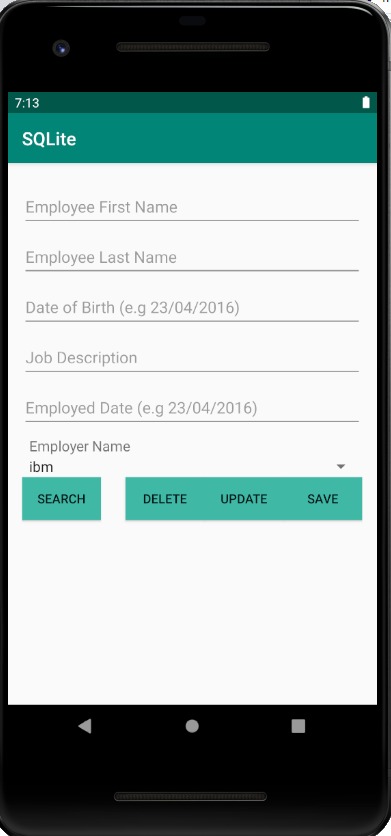 7:13
SQLite
Employee First Name
Employee Last Name
Date of Birth (e.g 23/04/2016)
Job Description
Employed Date (e.g 23/04/2016)
Employer Name
ibm
SEARCH DELETE UPDATE SAVE